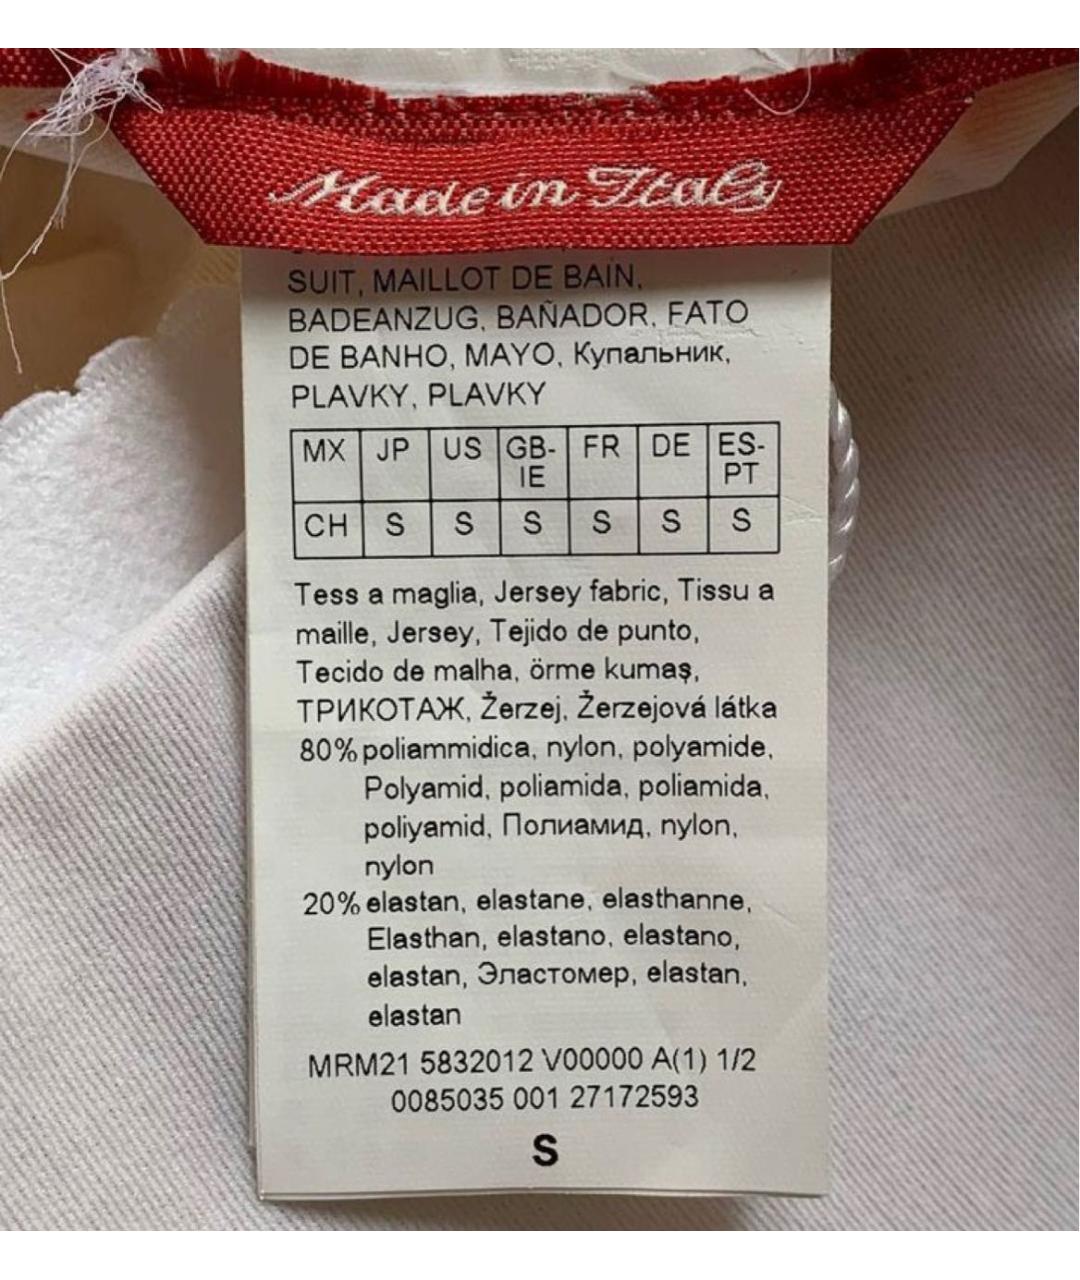 Made in Italy
SUIT, MAILLOT DE BAIN,
BADEANZUG, BAÑADOR, FATO
DE BANHO, MAYO, Купальник,
PLAVKY, PLAVKY
MX JP US GB-IE FR DE ES-PT
CH S S S S S S
Tess a maglia, Jersey fabric, Tissu a
maille, Jersey, Tejido de punto,
Tecido de malha, örme kumaş,
ТРИКОТАЖ, Žerzej, Žerzejová látka
80% poliammidica, nylon, polyamide,
Polyamid, poliamida, poliamida,
poliyamid, Полиамид, nylon,
nylon
20% elastan, elastane, elasthanne,
Elasthan, elastano, elastano,
elastan, Эластомер, elastan,
elastan
MRM21 5832012 V00000 A(1) 1/2
0085035 001 27172593
S